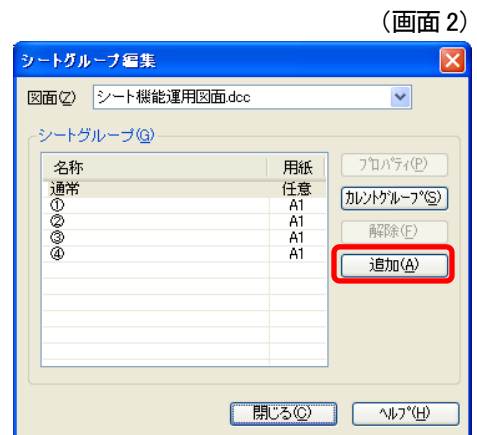 (画面 2)
シートグループ編集
図面(Z) シート機能運用図面.dcc
シートグループ(G)
名称 用紙
通常 任意
① A1
② A1
③ A1
④ A1
プロパティ(P)
カレントグループ(S)
解除(F)
追加(A)
閉じる(C) ヘルプ(H)